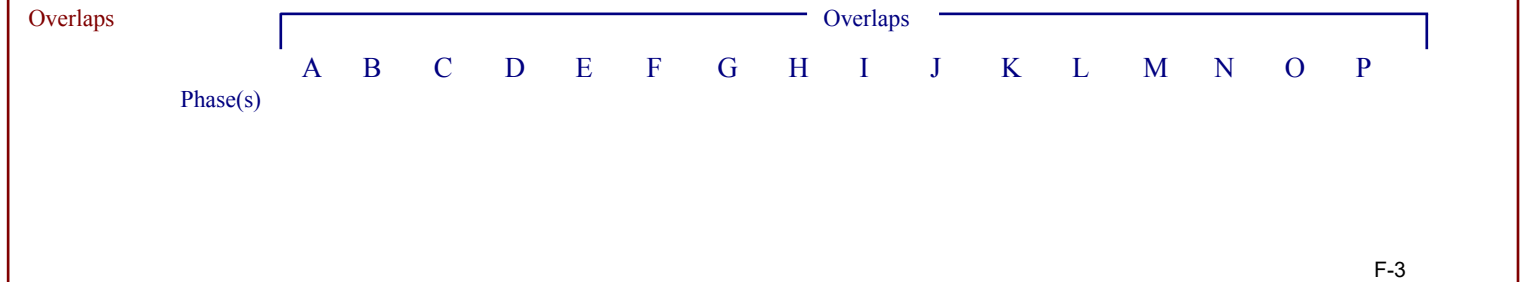 Overlaps
Overlaps
A B C D E F G H I J K L M N O P
Phase(s)
F-3